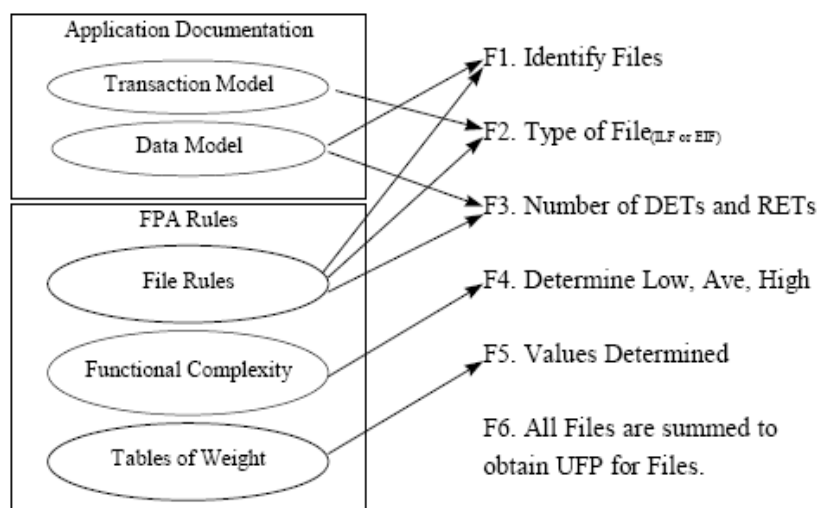 Application Documentation
Transaction Model
Data Model
FPA Rules
File Rules
Functional Complexity
Tables of Weight
F1. Identify Files
F2. Type of File(ILF or EIF)
F3. Number of DETs and RETs
F4. Determine Low, Ave, High
F5. Values Determined
F6. All Files are summed to
obtain UFP for Files.